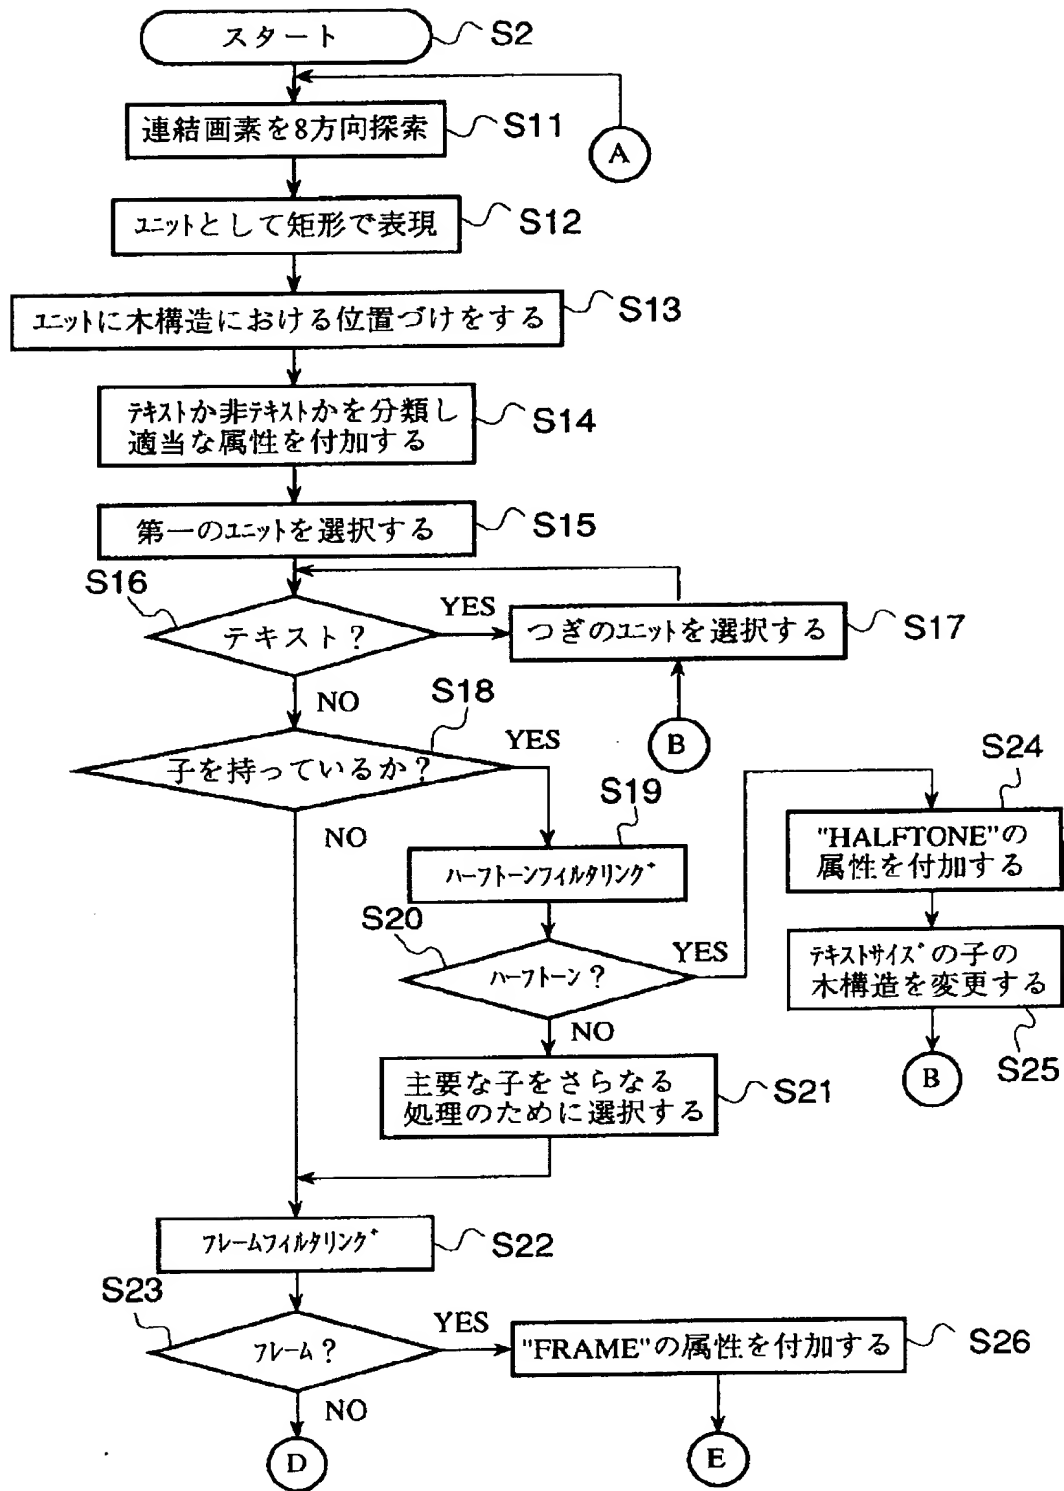 スタート
S2
連結画素を8方向探索
S11
A
ユニットとして矩形で表現
S12
ユニットに木構造における位置づけをする
S13
テキストか非テキストかを分類し
適当な属性を付加する
S14
第一のユニットを選択する
S15
S16
テキスト?
YES
つぎのユニットを選択する
S17
NO
B
S18
子を持っているか?
YES
NO
S19
ハーフトーンフィルタリング
S20
ハーフトーン?
YES
S24
"HALFTONE"の
属性を付加する
テキストサイズの子の
木構造を変更する
S25
B
NO
主要な子をさらなる
処理のために選択する
S21
フレームフィルタリング
S22
S23
フレーム?
YES
"FRAME"の属性を付加する
S26
NO
D
E